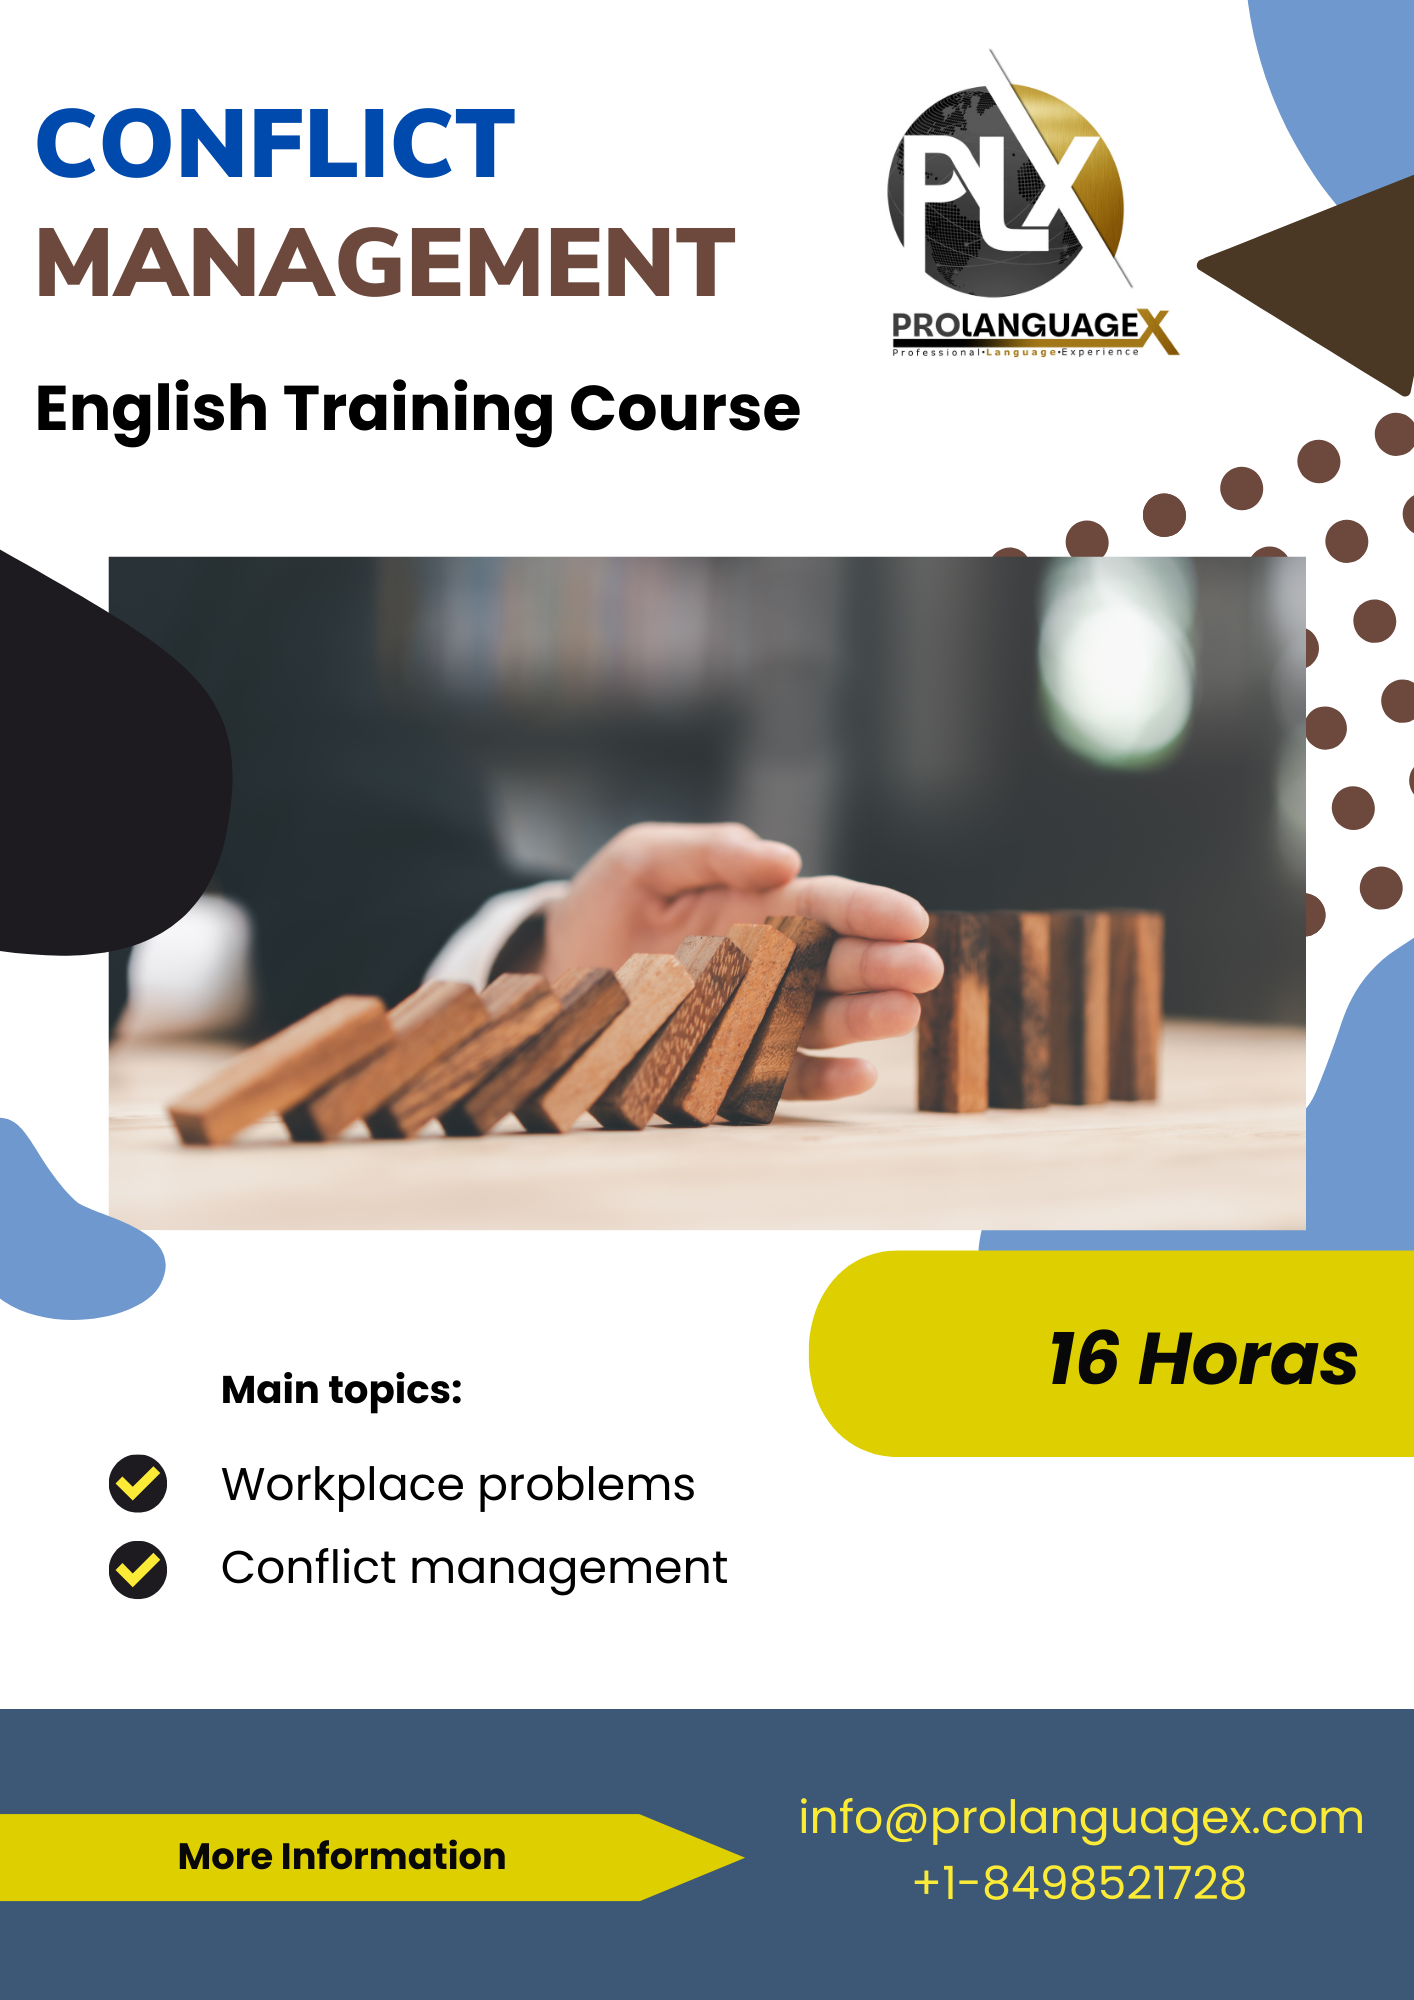 CONFLICT
MANAGEMENT
PLX
PROLANGUAGEX
Professional•Language•Experience
English Training Course
16 Horas
Main topics:
Workplace problems
Conflict management
More Information
info@prolanguagex.com
+1-8498521728